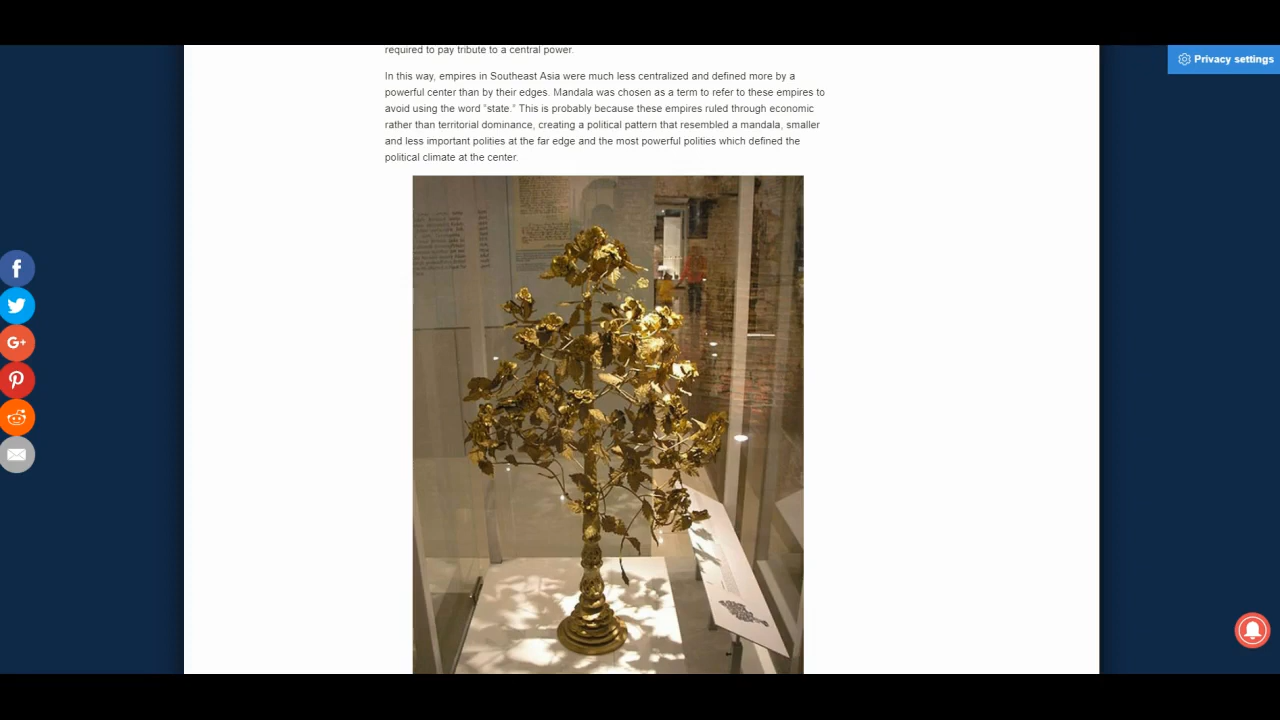 required to pay tribute to a central power.
Privacy settings
In this way, empires in Southeast Asia were much less centralized and defined more by a
powerful center than by their edges. Mandala was chosen as a term to refer to these empires to
avoid using the word “state.” This is probably because these empires ruled through economic
rather than territorial dominance, creating a political pattern that resembled a mandala, smaller
and less important polities at the far edge and the most powerful polities which defined the
political climate at the center.
G+